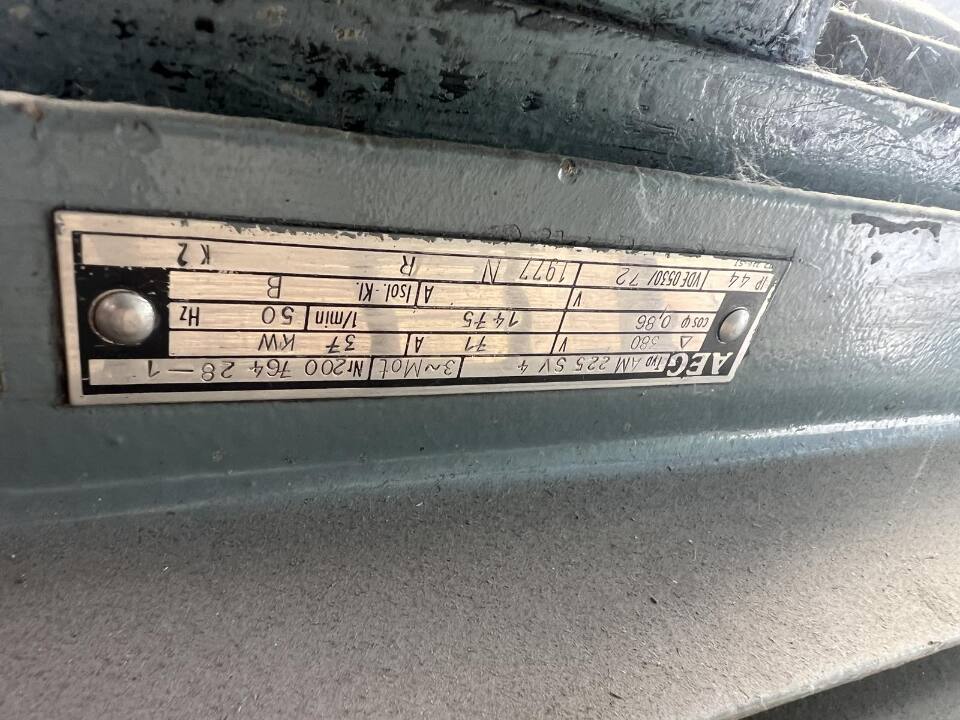 AEG Typ AM 225 SV 4 3~Mot Nr 200 764 28-1
Δ 380 V 71 A 37 KW
cos φ 0,86 1475 1/min 50 Hz
V A Isol.-Kl. B
IP 44 VDE 0530/72 1977 N R K2